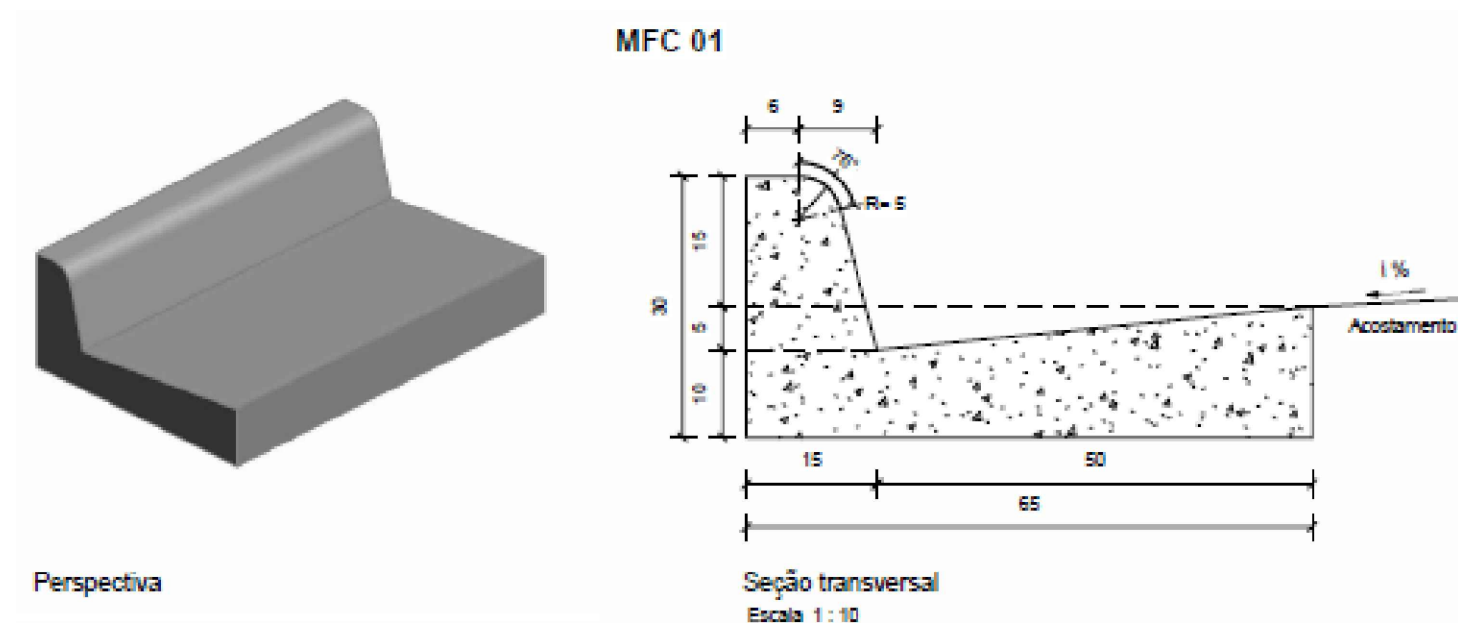 MFC 01
6 9
76°
R= 5
15
30
5
10
i %
Acostamento
15 50
65
Perspectiva
Seção transversal
Escala 1 : 10